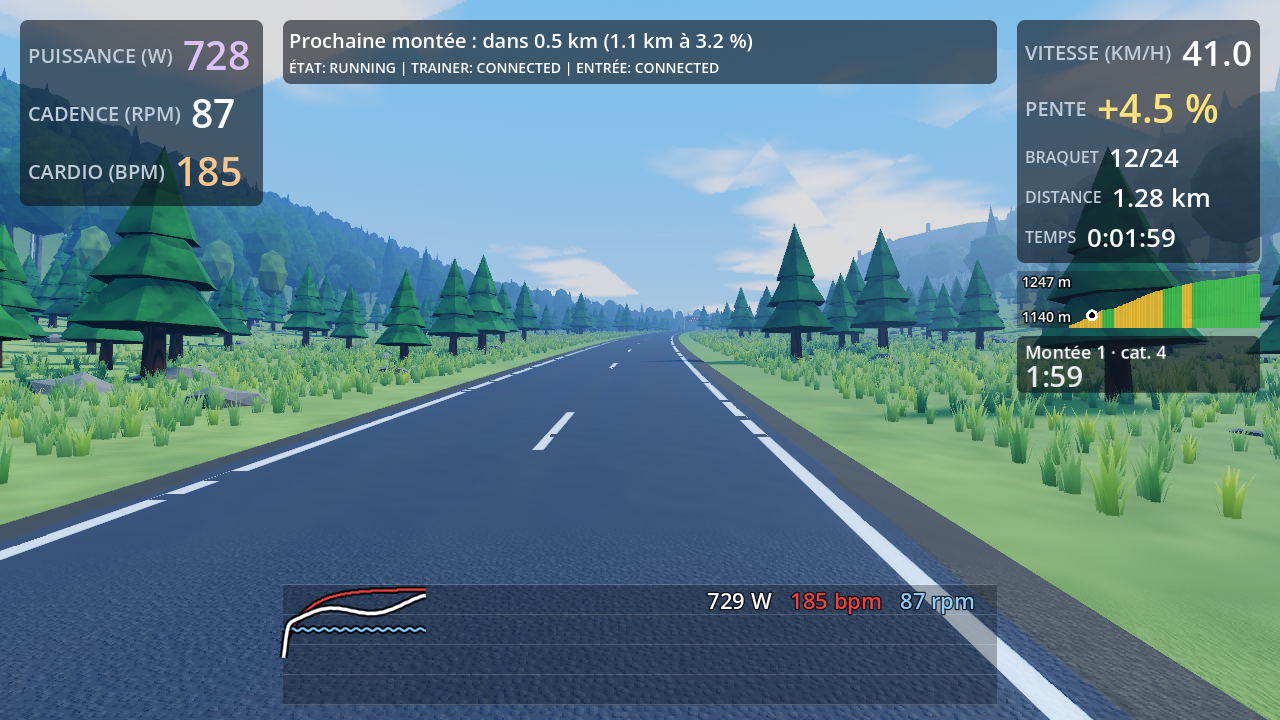 PUISSANCE (W) 728
CADENCE (RPM) 87
CARDIO (BPM) 185
Prochaine montée : dans 0.5 km (1.1 km à 3.2 %)
ÉTAT: RUNNING | TRAINER: CONNECTED | ENTRÉE: CONNECTED
VITESSE (KM/H) 41.0
PENTE +4.5 %
BRAQUET 12/24
DISTANCE 1.28 km
TEMPS 0:01:59
1247 m
1140 m
Montée 1 · cat. 4
1:59
729 W 185 bpm 87 rpm